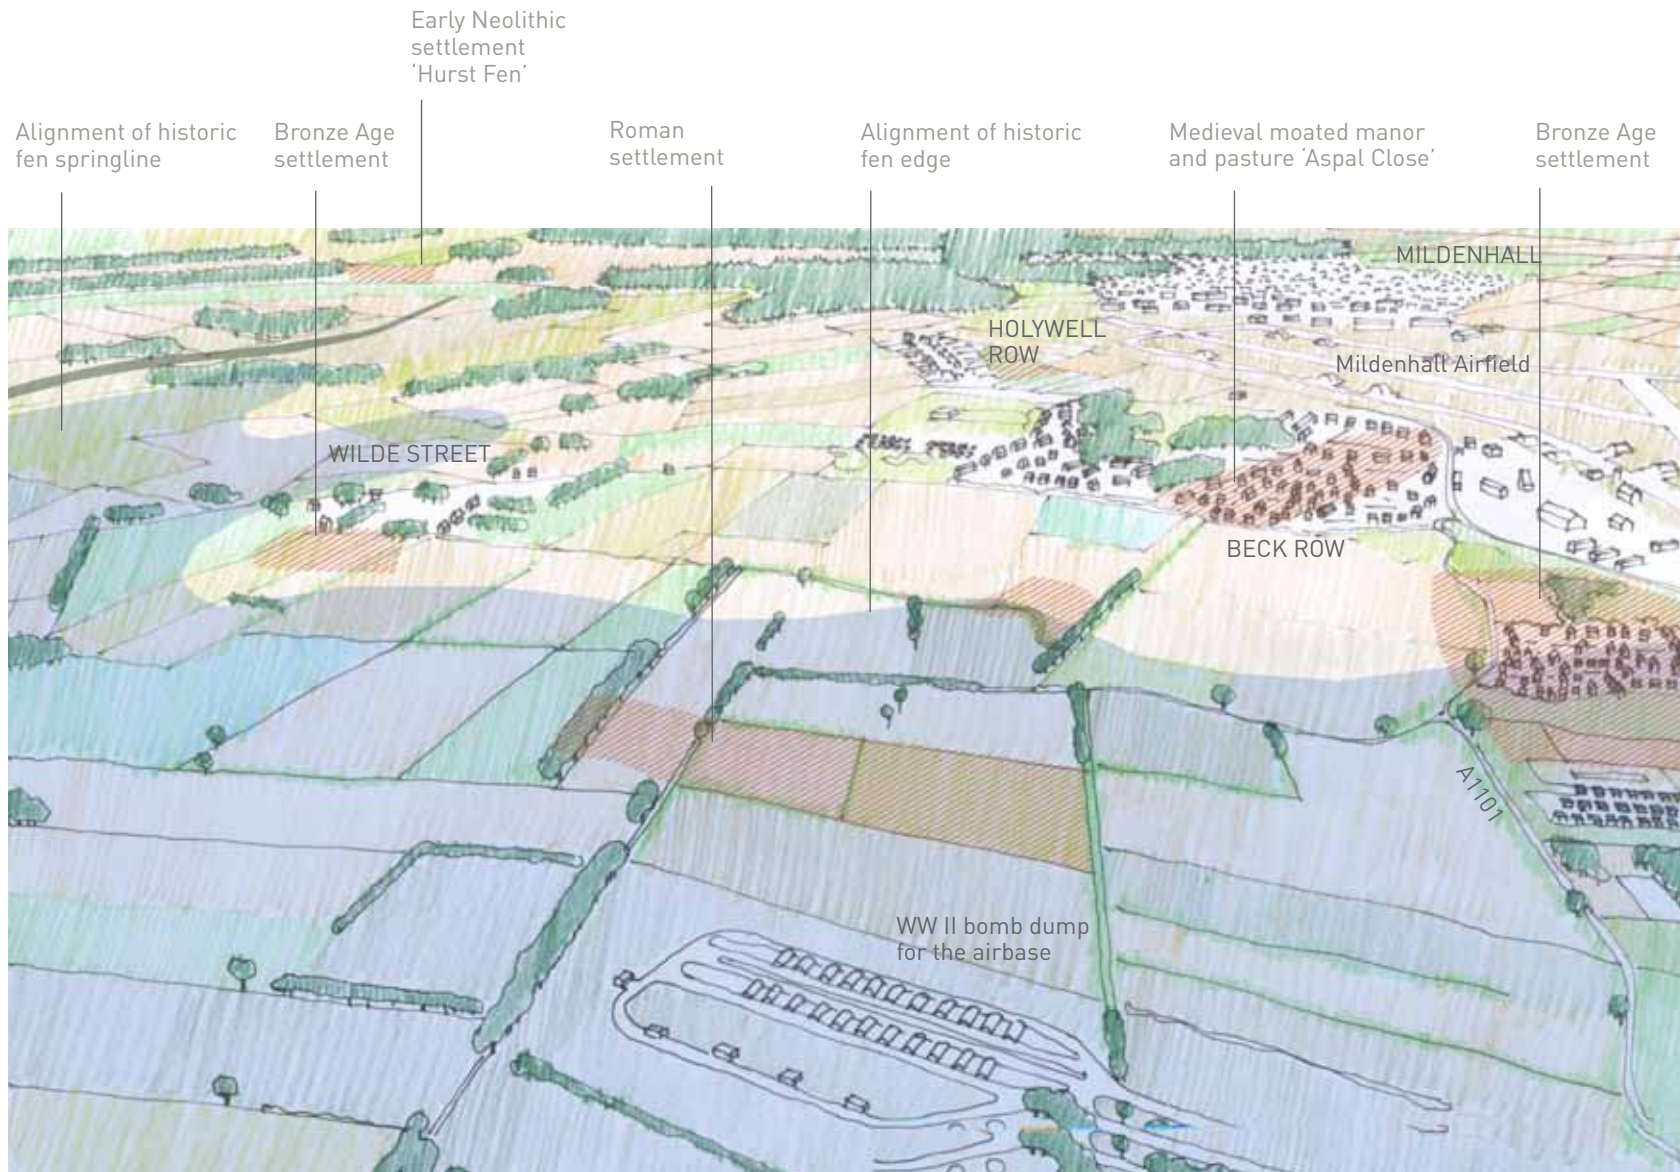 Early Neolithic
settlement
‘Hurst Fen’
Alignment of historic
fen springline
Bronze Age
settlement
Roman
settlement
Alignment of historic
fen edge
Medieval moated manor
and pasture ‘Aspal Close’
Bronze Age
settlement
MILDENHALL
HOLYWELL
ROW
Mildenhall Airfield
WILDE STREET
BECK ROW
A1101
WW II bomb dump
for the airbase